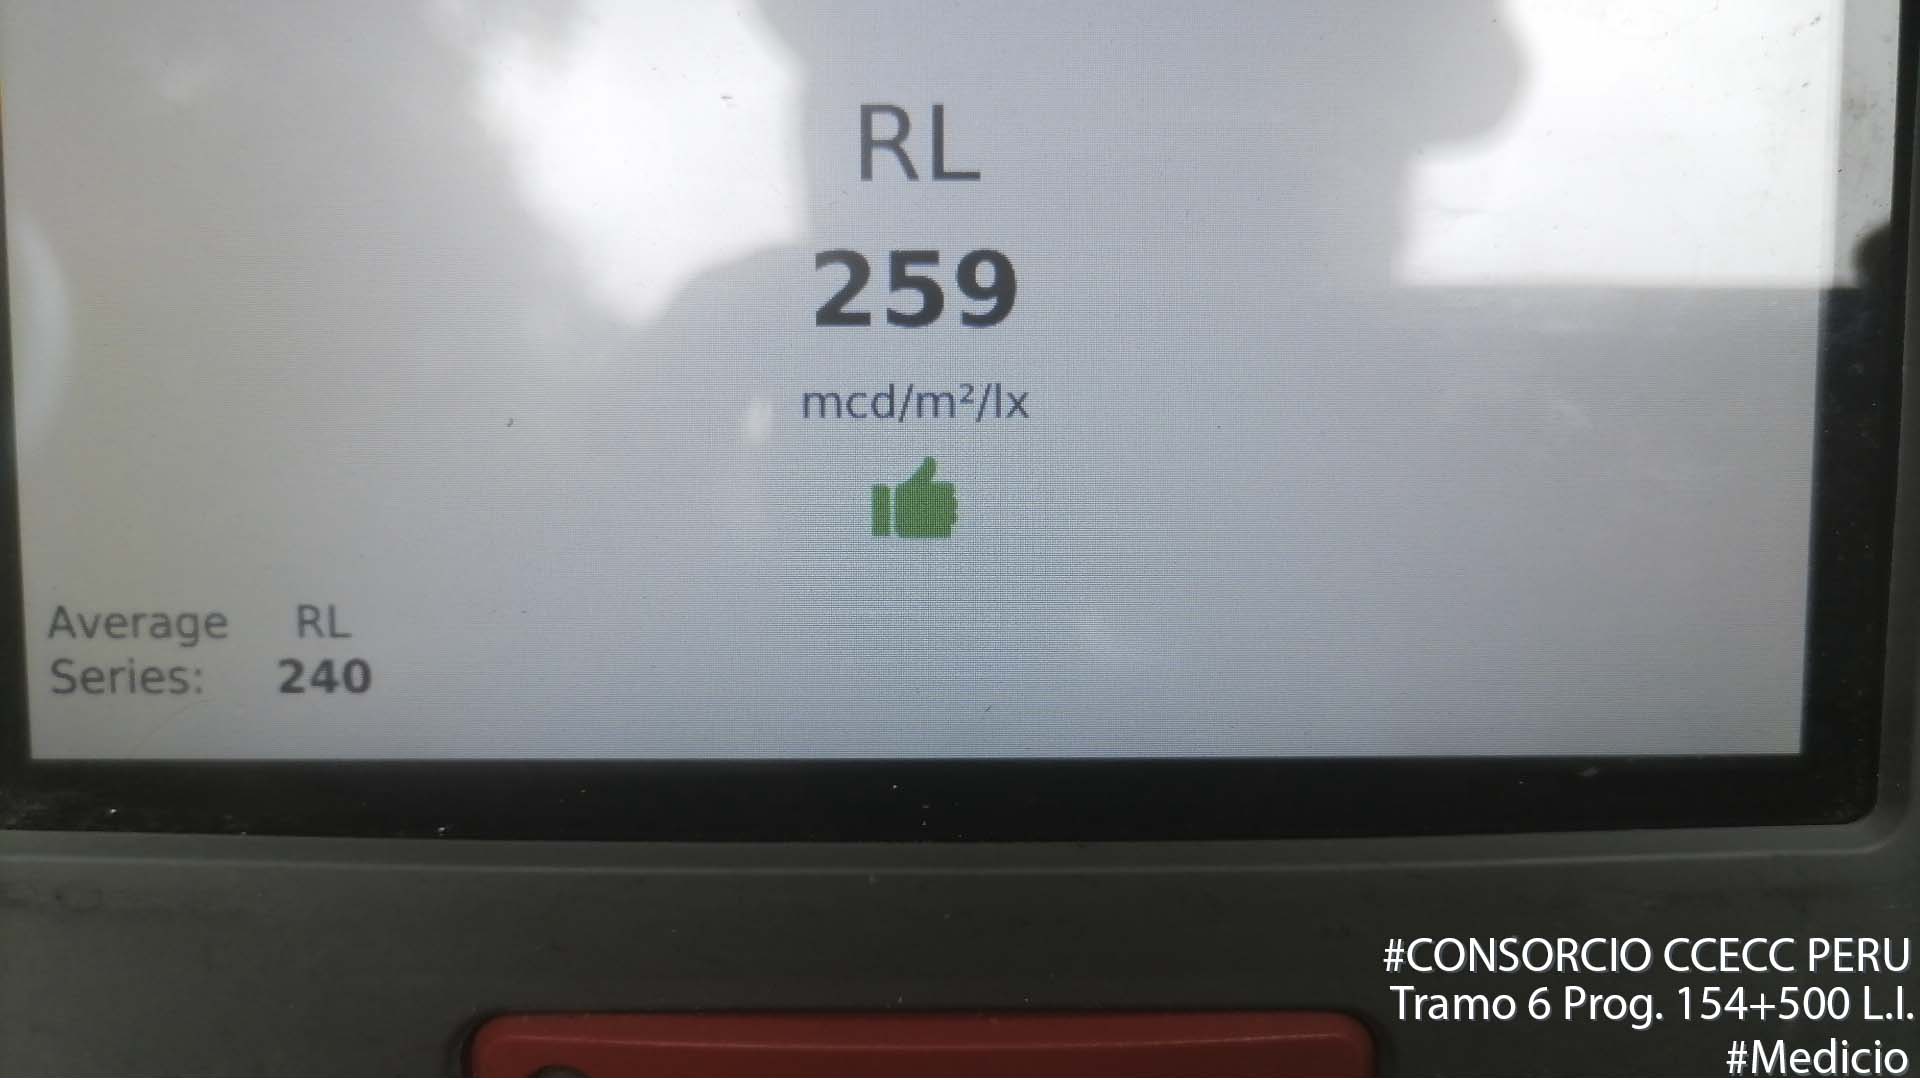 RL
259
mcd/m²/lx
Average RL
Series: 240
#CONSORCIO CCECC PERU
Tramo 6 Prog. 154+500 L.I.
#Medicio